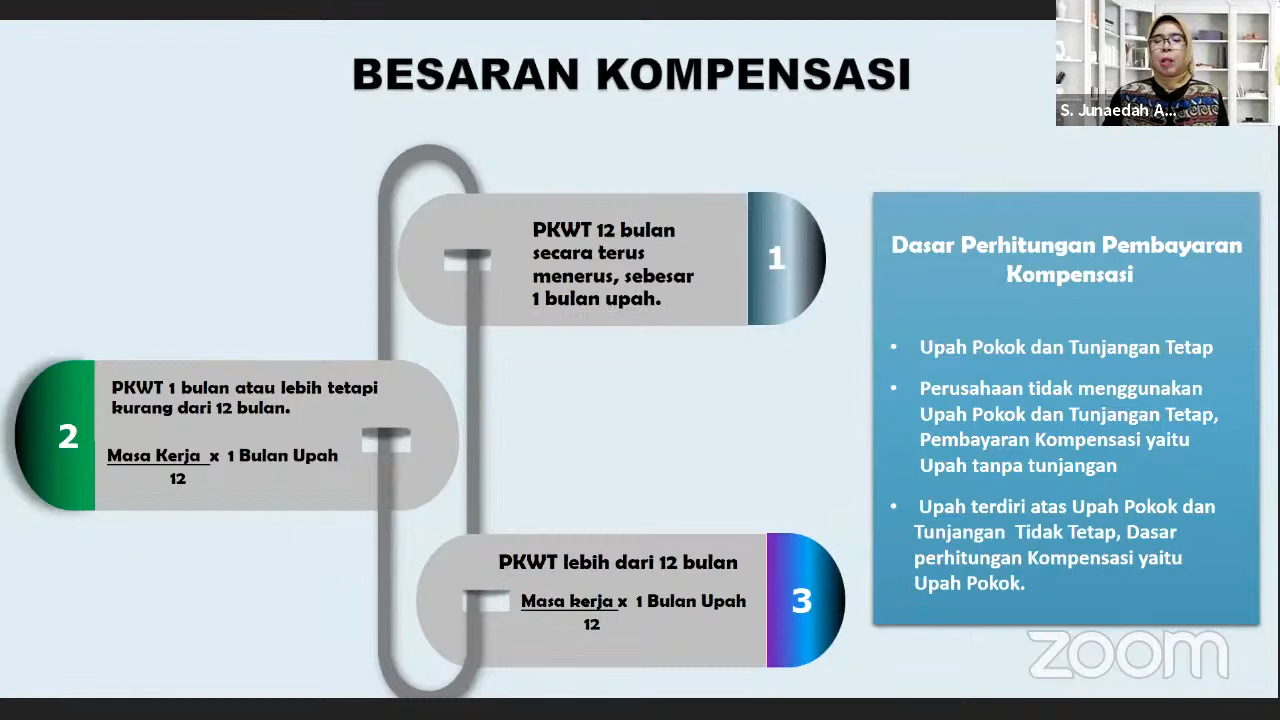 BESARAN KOMPENSASI
S. Junaedah A...
PKWT 12 bulan
secara terus
menerus, sebesar
1 bulan upah.
1
2
PKWT 1 bulan atau lebih tetapi
kurang dari 12 bulan.
Masa Kerja x 1 Bulan Upah
12
PKWT lebih dari 12 bulan
Masa kerja x 1 Bulan Upah
12
3
Dasar Perhitungan Pembayaran
Kompensasi
• Upah Pokok dan Tunjangan Tetap
• Perusahaan tidak menggunakan
Upah Pokok dan Tunjangan Tetap,
Pembayaran Kompensasi yaitu
Upah tanpa tunjangan
• Upah terdiri atas Upah Pokok dan
Tunjangan Tidak Tetap, Dasar
perhitungan Kompensasi yaitu
Upah Pokok.
zoom